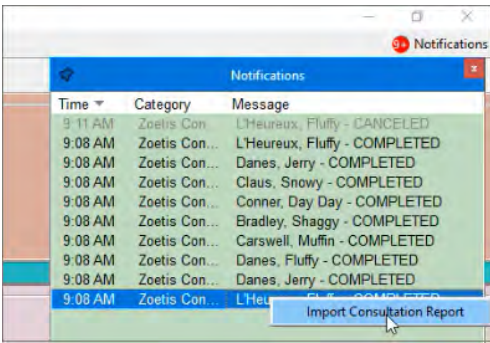 9+ Notifications
Notifications x
Time Category Message
9:11 AM Zoetis Con... L'Heureux, Fluffy - CANCELED
9:08 AM Zoetis Con... L'Heureux, Fluffy - COMPLETED
9:08 AM Zoetis Con... Danes, Jerry - COMPLETED
9:08 AM Zoetis Con... Claus, Snowy - COMPLETED
9:08 AM Zoetis Con... Conner, Day Day - COMPLETED
9:08 AM Zoetis Con... Bradley, Shaggy - COMPLETED
9:08 AM Zoetis Con... Carswell, Muffin - COMPLETED
9:08 AM Zoetis Con... Danes, Fluffy - COMPLETED
9:08 AM Zoetis Con... Danes, Jerry - COMPLETED
9:08 AM Zoetis Con...
Import Consultation Report